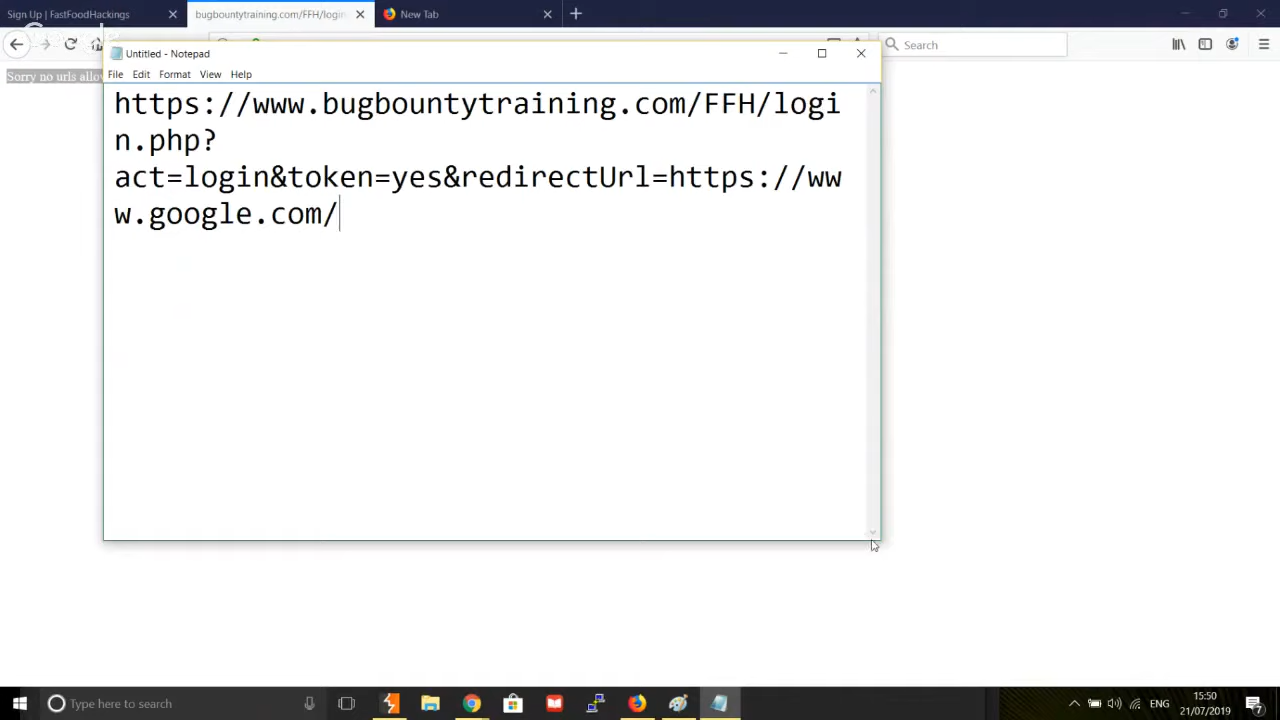 Sign Up | FastFoodHackings
bugbountytraining.com/FFH/login
New Tab
Search
Sorry no urls allo
Untitled - Notepad
File Edit Format View Help
https://www.bugbountytraining.com/FFH/logi
n.php?
act=login&token=yes&redirectUrl=https://ww
w.google.com/
Type here to search
ENG
15:50
21/07/2019
7